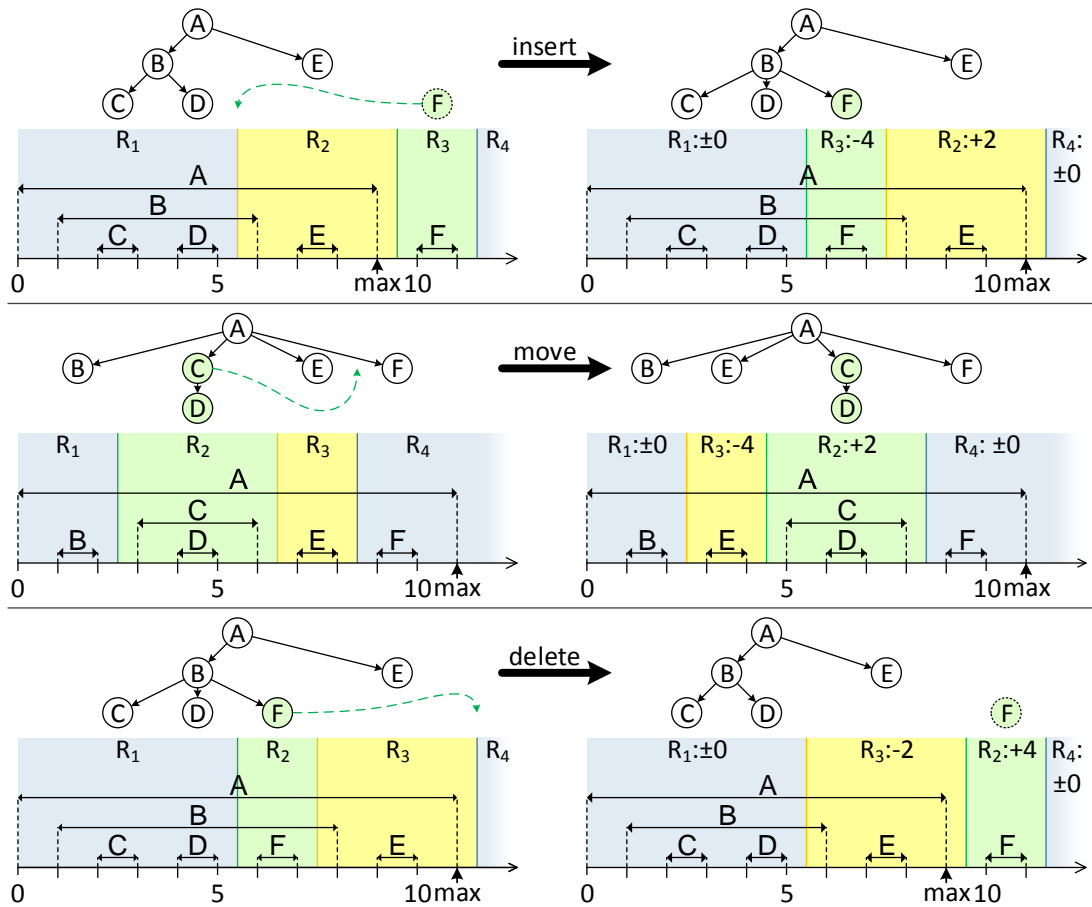 A A
insert
B E B E
C D F C D F
R1 R2 R3 R4 R1:±0 R3:-4 R2:+2 R4:
±0
A A
B B
C D E F C D F E
0 5 max 10 0 5 10 max
A A
move
B C E F B E C F
D D
R1 R2 R3 R4 R1:±0 R3:-4 R2:+2 R4: ±0
A A
C C
B D E F B E D F
0 5 10 max 0 5 10 max
A A
delete
B E B E
C D F C D F
R1 R2 R3 R4 R1:±0 R3:-2 R2:+4 R4:
±0
A A
B B
C D F E C D E F
0 5 10 max 0 5 max 10